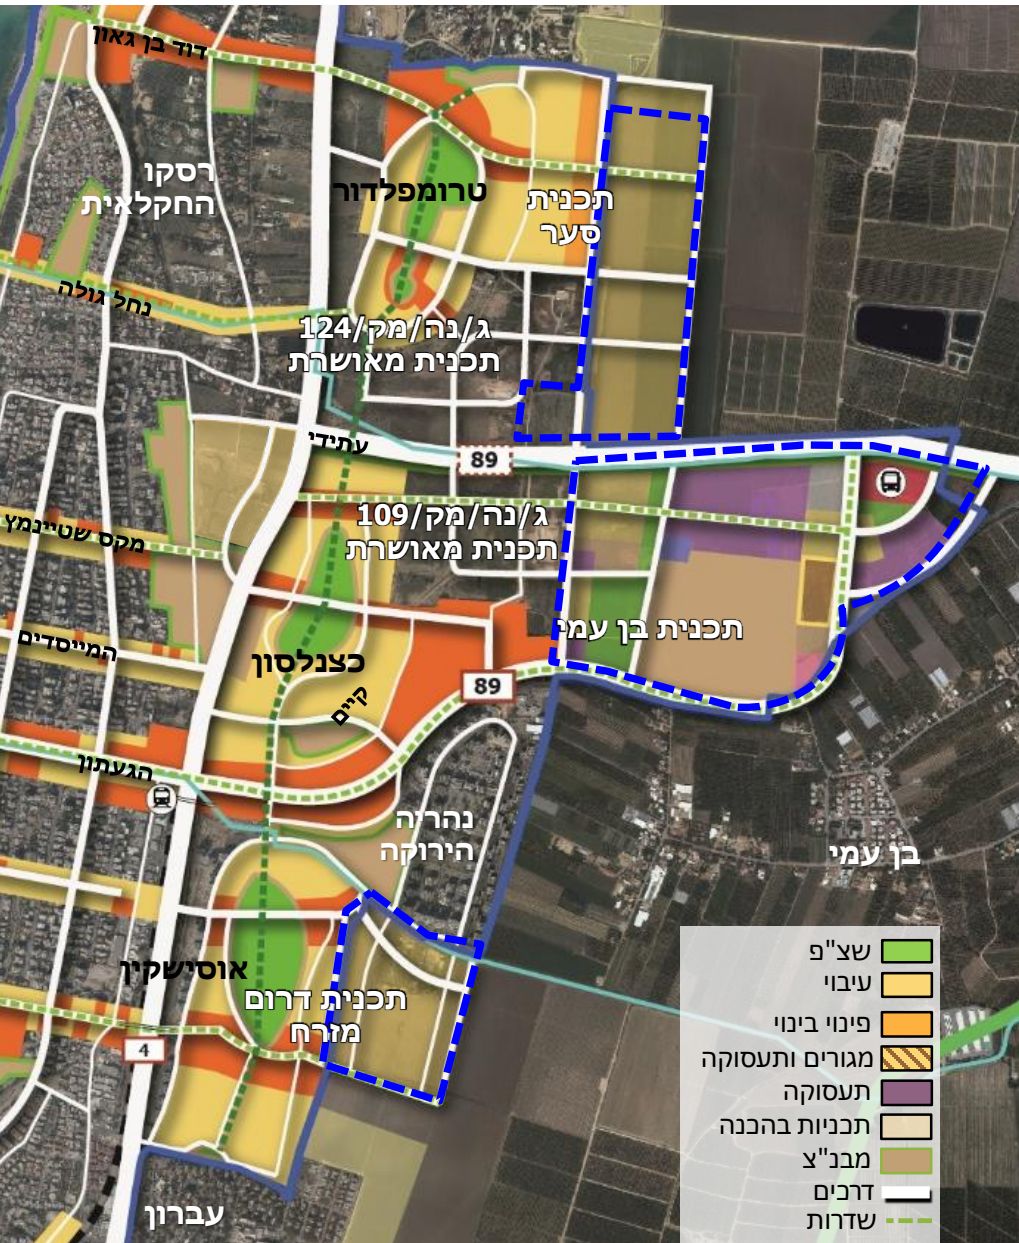 דוד בן גאון
רסקו
החקלאית
טרומפלדור
תכנית
סער
נחל גולה
ג/נה/מק/124
תכנית מאושרת
עתידי
89
ג/נה/מק/109
תכנית מאושרת
מקס שטיינמץ
תכנית בן עמי
המייסדים
כצנלסון
89
קיים
הגעתון
נהריה
הירוקה
בן עמי
אוסישקין
תכנית דרום
מזרח
4
עברון
שצ"פ
עיבוי
פינוי בינוי
מגורים ותעסוקה
תעסוקה
תכניות בהכנה
מבנ"צ
דרכים
שדרות